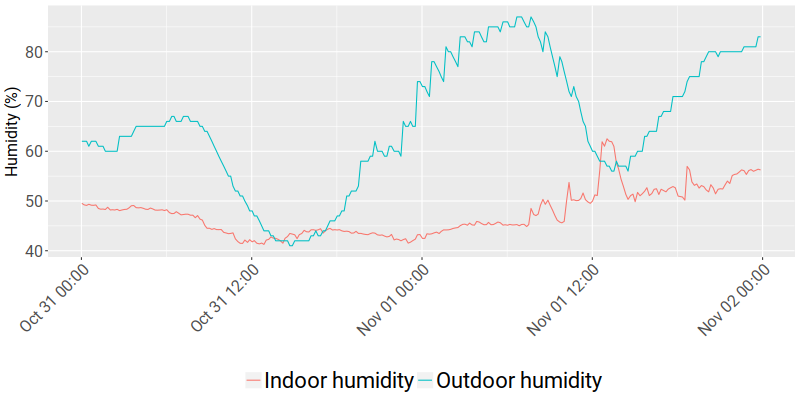 Humidity (%)
80
70
60
50
40
Oct 31 00:00
Oct 31 12:00
Nov 01 00:00
Nov 01 12:00
Nov 02 00:00
Indoor humidity Outdoor humidity